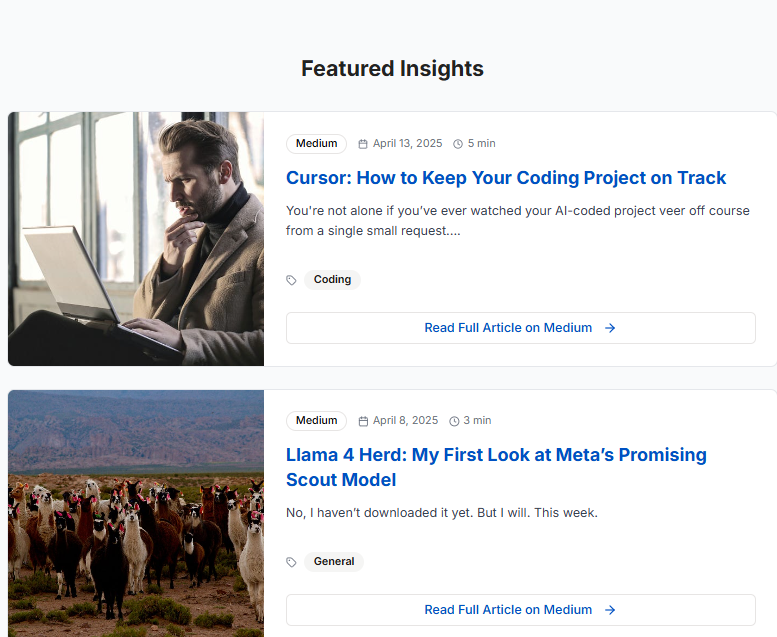 Featured Insights
Medium April 13, 2025 5 min
Cursor: How to Keep Your Coding Project on Track
You're not alone if you’ve ever watched your AI-coded project veer off course
from a single small request....
Coding
Read Full Article on Medium →
Medium April 8, 2025 3 min
Llama 4 Herd: My First Look at Meta’s Promising
Scout Model
No, I haven’t downloaded it yet. But I will. This week.
General
Read Full Article on Medium →